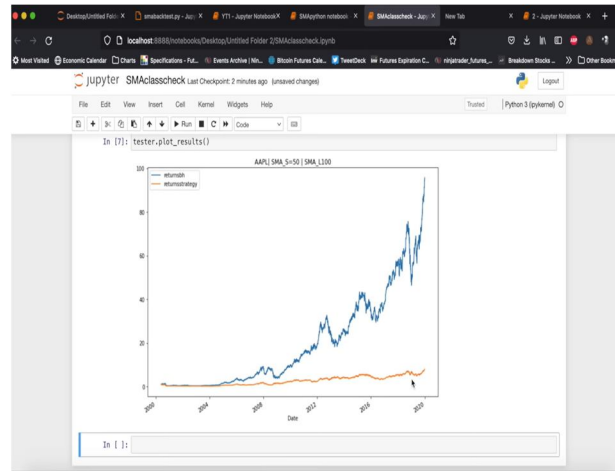 Desktop/Untitled Fold
smabacktest.py - Jup
YT1 - Jupyter Notebook
SMApython notebook
SMAclasscheck - Jup
New Tab
2 - Jupyter Notebook
localhost:8888/notebooks/Desktop/Untitled Folder 2/SMAclasscheck.ipynb
Most Visited
Economic Calendar
Charts
Specifications - Fut...
Events Archive | Nin...
Bitcoin Futures Cale...
TweetDeck
Futures Expiration C...
ninjatrader_futures_...
Breakdown Stocks ...
Other Bookm
jupyter SMAclasscheck Last Checkpoint: 2 minutes ago (unsaved changes)
Logout
File Edit View Insert Cell Kernel Widgets Help
Trusted
Python 3 (ipykernel)
Run
Code
In [7]: tester.plot_results()
AAPL| SMA_S=50 | SMA_L100
returnsbh
returnsstrategy
100
80
60
40
20
0
2000 2004 2008 2012 2016 2020
Date
In [ ]: